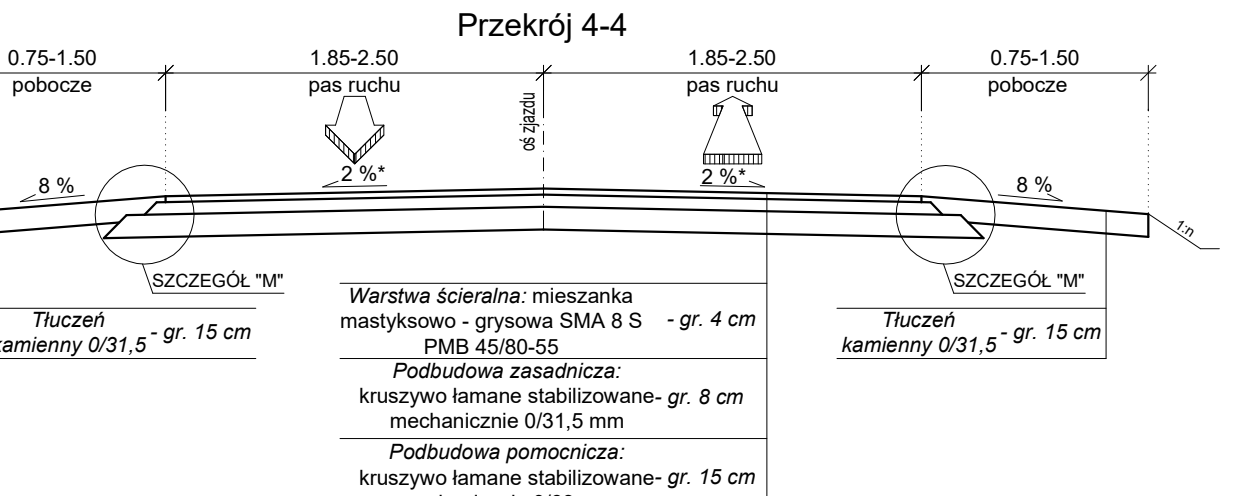 Przekrój 4-4
0.75-1.50 1.85-2.50 1.85-2.50 0.75-1.50
pobocze pas ruchu pas ruchu pobocze
oś zjazdu
8 % 2 %* 2 %* 8 %
1:n
SZCZEGÓŁ "M" SZCZEGÓŁ "M"
Tłuczeń
kamienny 0/31,5 - gr. 15 cm
Warstwa ścieralna: mieszanka
mastyksowo - grysowa SMA 8 S - gr. 4 cm
PMB 45/80-55
Podbudowa zasadnicza:
kruszywo łamane stabilizowane- gr. 8 cm
mechanicznie 0/31,5 mm
Podbudowa pomocnicza:
kruszywo łamane stabilizowane- gr. 15 cm
Tłuczeń
kamienny 0/31,5 - gr. 15 cm